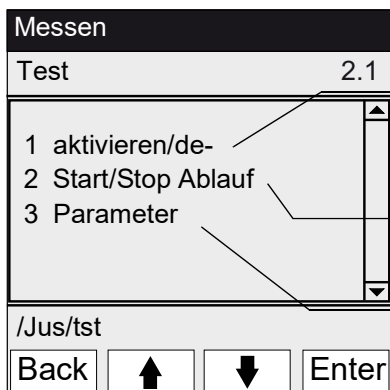 Messen
Test 2.1
1 aktivieren/de-
2 Start/Stop Ablauf
3 Parameter
/Jus/tst
Back Enter